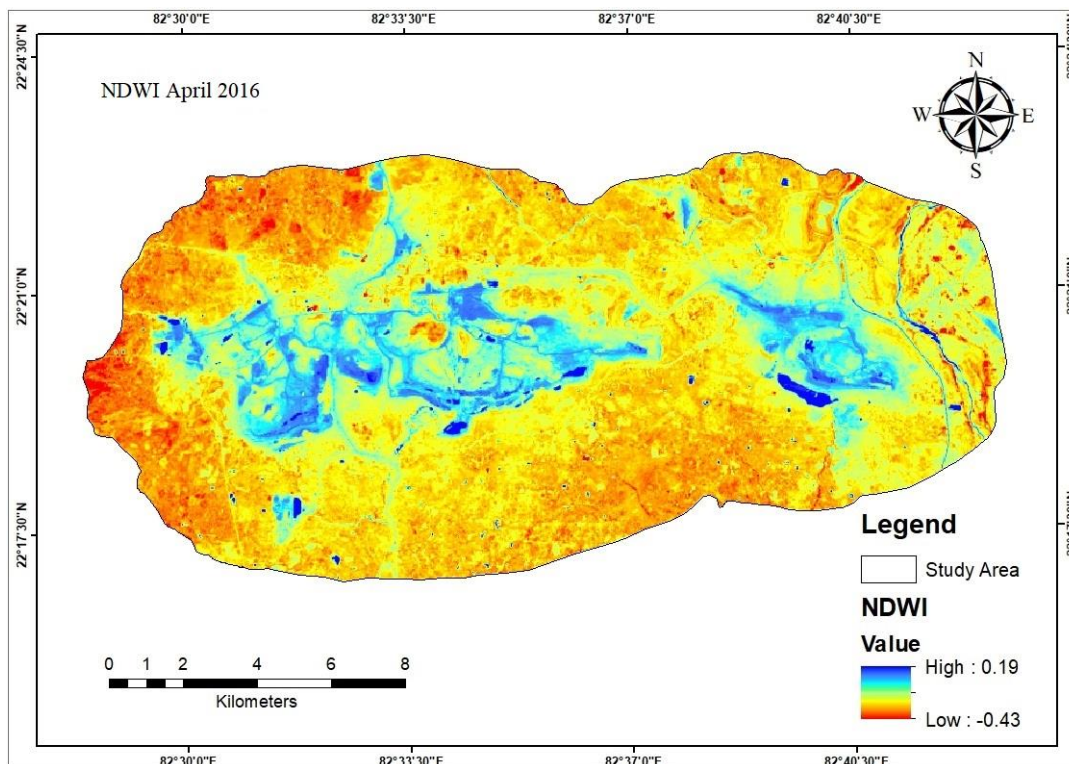 82°30'0"E 82°33'30"E 82°37'0"E 82°40'30"E
22°24'30"N
NDWI April 2016
N
W E
S
22°21'0"N
22°17'30"N
Legend
Study Area
NDWI
Value
High : 0.19
Low : -0.43
0 1 2 4 6 8
Kilometers
82°30'0"E 82°33'30"E 82°37'0"E 82°40'30"E